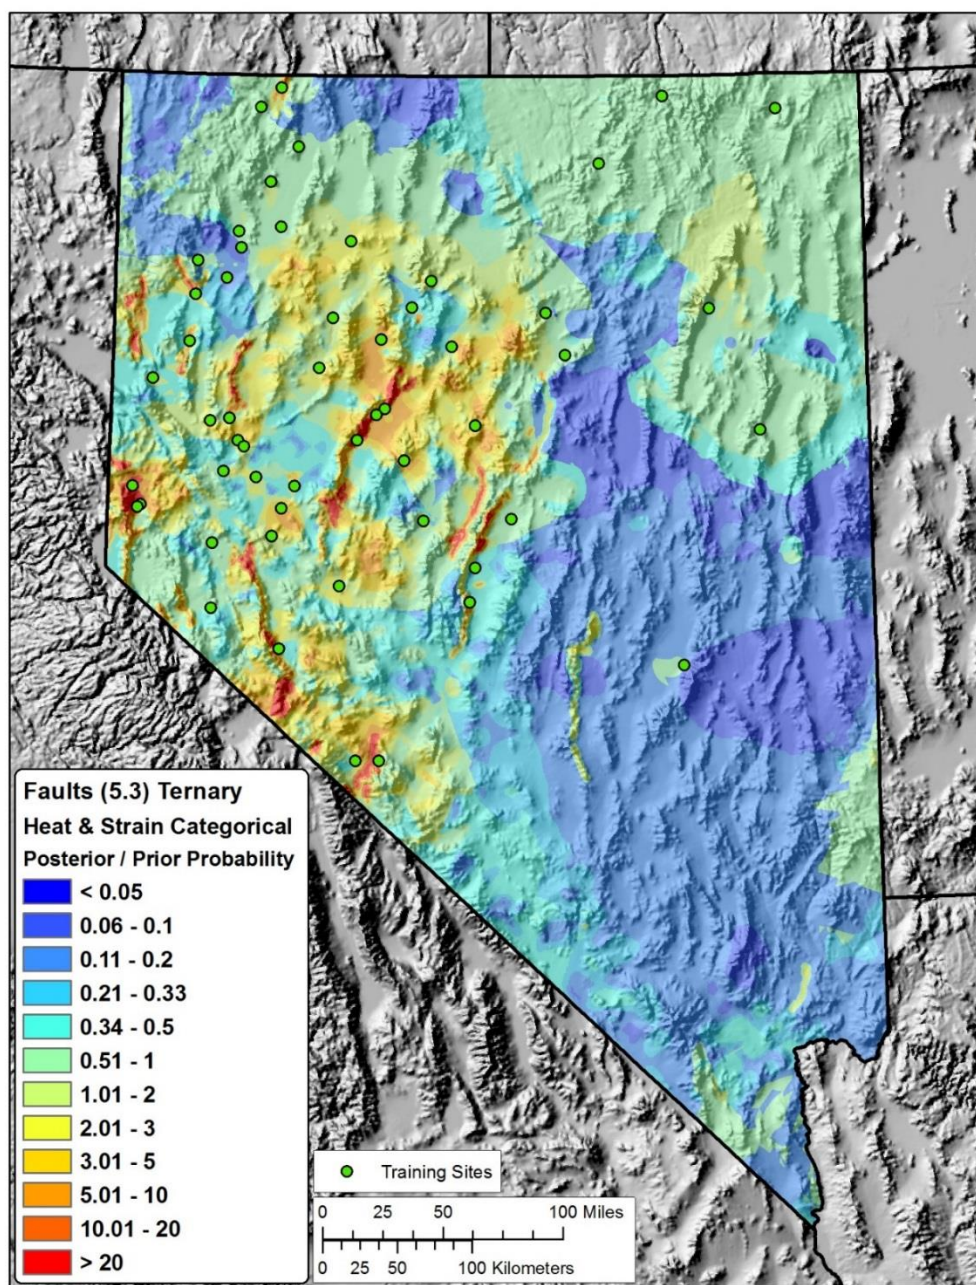 Faults (5.3) Ternary
Heat & Strain Categorical
Posterior / Prior Probability
< 0.05
0.06 - 0.1
0.11 - 0.2
0.21 - 0.33
0.34 - 0.5
0.51 - 1
1.01 - 2
2.01 - 3
3.01 - 5
5.01 - 10
10.01 - 20
> 20
Training Sites
0 25 50 100 Miles
0 25 50 100 Kilometers